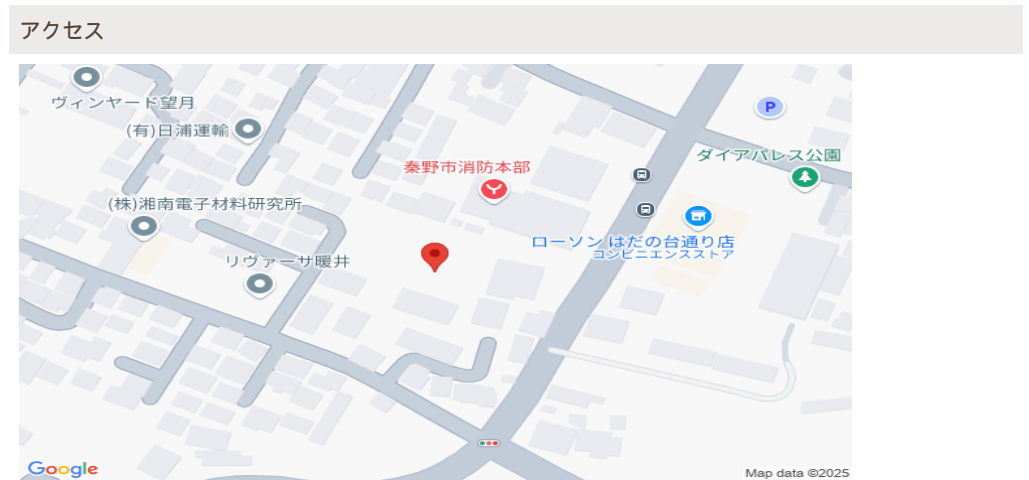 アクセス
ヴィンヤード望月
(有)日浦運輸
P
ダイアパレス公園
秦野市消防本部
(株)湘南電子材料研究所
ローソン はだの台通り店
コンビニエンスストア
リヴァーサ暖井
Google
Map data ©2025